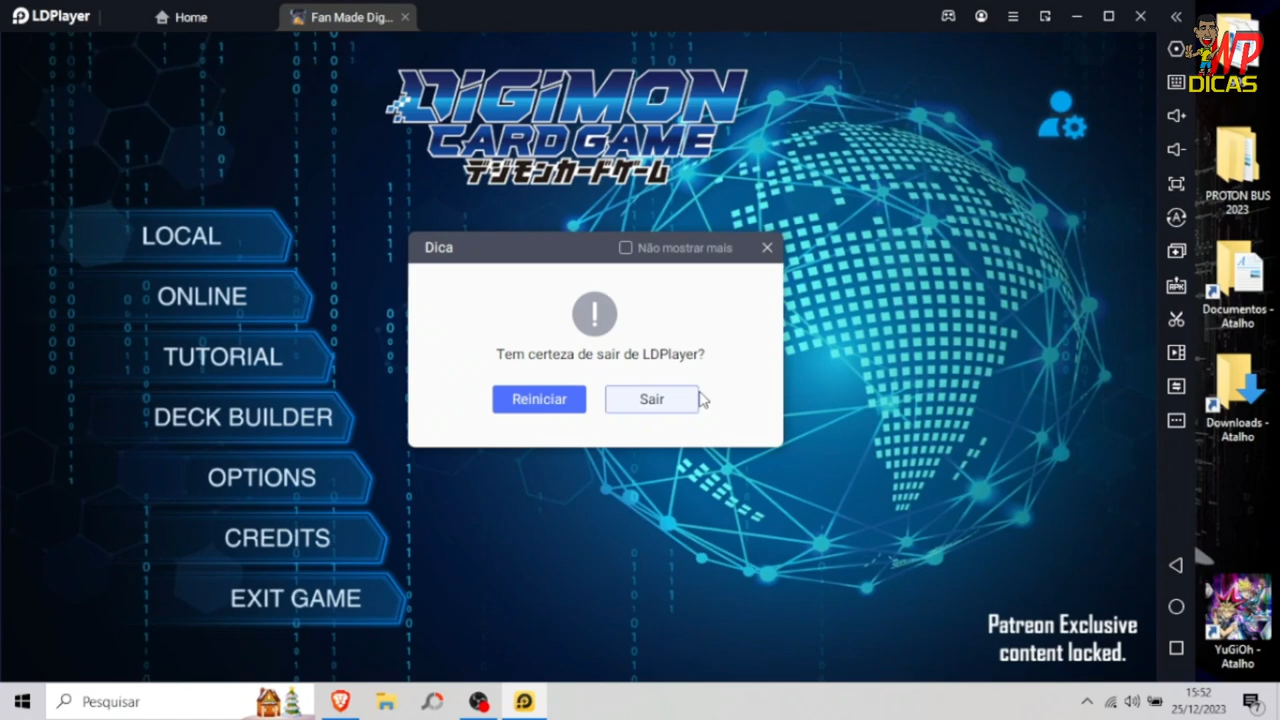 LDPlayer
Home
Fan Made Dig...
NP
DICAS
DIGIMON
CARD GAME
デジモンカードゲーム
LOCAL
ONLINE
TUTORIAL
DECK BUILDER
OPTIONS
CREDITS
EXIT GAME
Dica
Não mostrar mais
!
Tem certeza de sair de LDPlayer?
Reiniciar
Sair
Patreon Exclusive
content locked.
APK
PROTON BUS
2023
Documentos -
Atalho
Downloads -
Atalho
YuGiOh -
Atalho
Pesquisar
15:52
25/12/2023
7